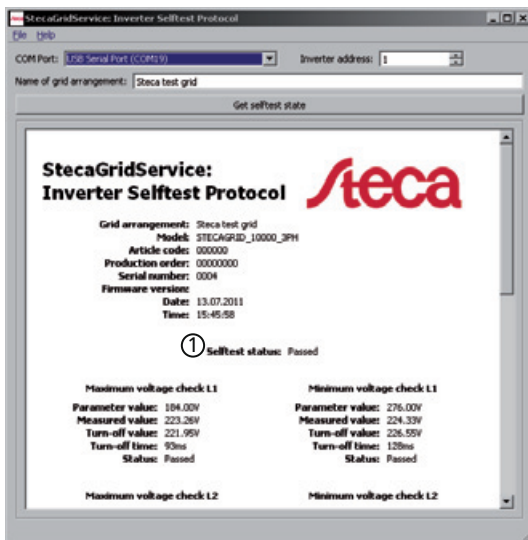 steca StecaGridService: Inverter Selftest Protocol
File Help
COM Port: USB Serial Port (COM19) Inverter address: 1
Name of grid arrangement: Steca test grid
Get selftest state
StecaGridService:
Inverter Selftest Protocol
steca
Grid arrangement: Steca test grid
Model: STECAGRID_10000_3PH
Article code: 000000
Production order: 00000000
Serial number: 0004
Firmware version:
Date: 13.07.2011
Time: 15:45:58
1 Selftest status: Passed
Maximum voltage check L1 Minimum voltage check L1
Parameter value: 184.00V Parameter value: 276.00V
Measured value: 223.26V Measured value: 224.33V
Turn-off value: 221.95V Turn-off value: 226.55V
Turn-off time: 93ms Turn-off time: 128ms
Status: Passed Status: Passed
Maximum voltage check L2 Minimum voltage check L2